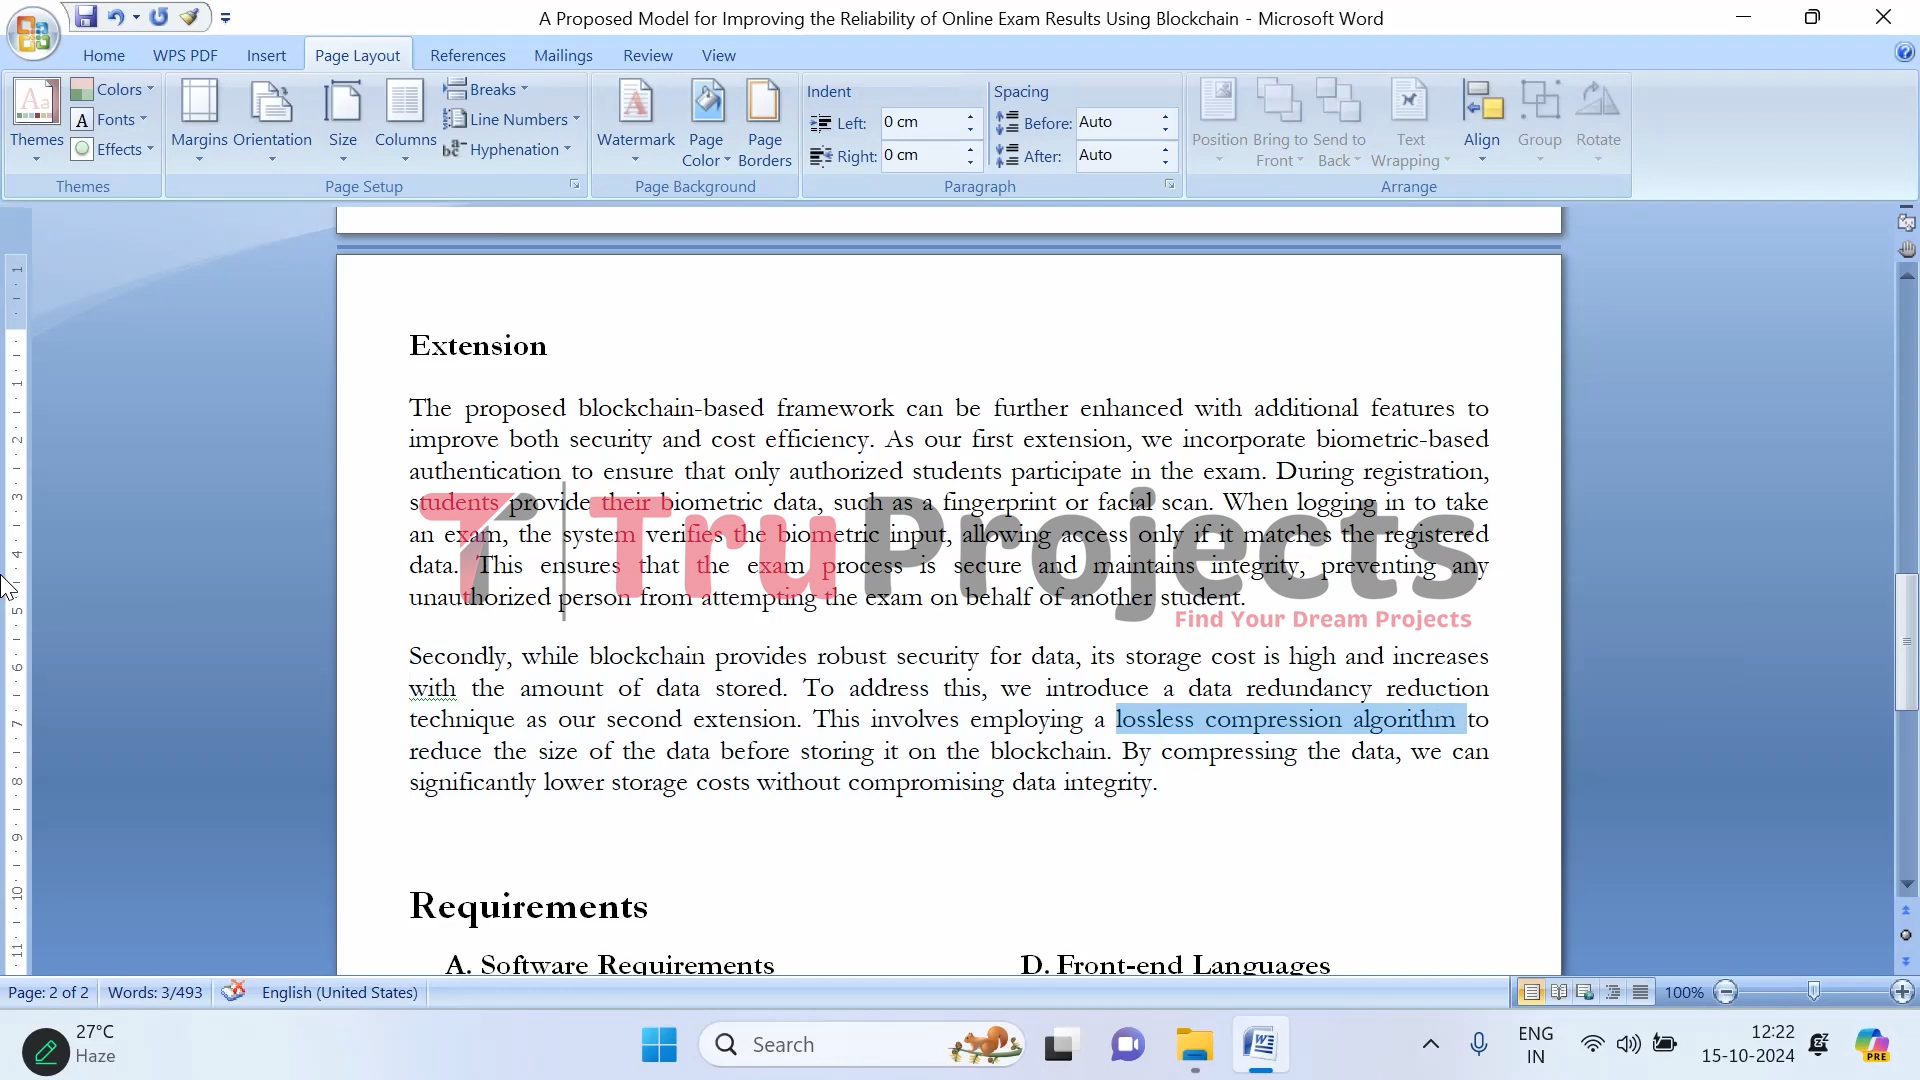 A Proposed Model for Improving the Reliability of Online Exam Results Using Blockchain - Microsoft Word
Home WPS PDF Insert Page Layout References Mailings Review View
Themes
Colors
Fonts
Effects
Themes
Margins Orientation Size Columns
Breaks
Line Numbers
Hyphenation
Page Setup
Watermark Page Color Page Borders
Page Background
Indent
Left: 0 cm
Right: 0 cm
Spacing
Before: Auto
After: Auto
Paragraph
Position Bring to Front Send to Back Text Wrapping Align Group Rotate
Arrange
Extension
The proposed blockchain-based framework can be further enhanced with additional features to
improve both security and cost efficiency. As our first extension, we incorporate biometric-based
authentication to ensure that only authorized students participate in the exam. During registration,
students provide their biometric data, such as a fingerprint or facial scan. When logging in to take
an exam, the system verifies the biometric input, allowing access only if it matches the registered
data. This ensures that the exam process is secure and maintains integrity, preventing any
unauthorized person from attempting the exam on behalf of another student.
TruProjects
Find Your Dream Projects
Secondly, while blockchain provides robust security for data, its storage cost is high and increases
with the amount of data stored. To address this, we introduce a data redundancy reduction
technique as our second extension. This involves employing a lossless compression algorithm to
reduce the size of the data before storing it on the blockchain. By compressing the data, we can
significantly lower storage costs without compromising data integrity.
Requirements
A. Software Requirements D. Front-end Languages
Page: 2 of 2 Words: 3/493 English (United States) 100%
27°C
Haze
Search
ENG
IN
12:22
15-10-2024
PRE